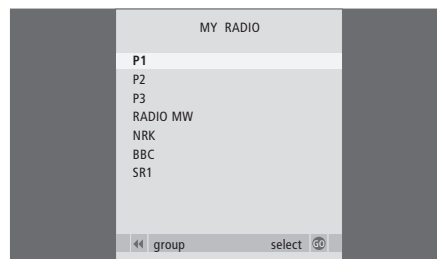 MY RADIO
P1
P2
P3
RADIO MW
NRK
BBC
SR1
group select GO